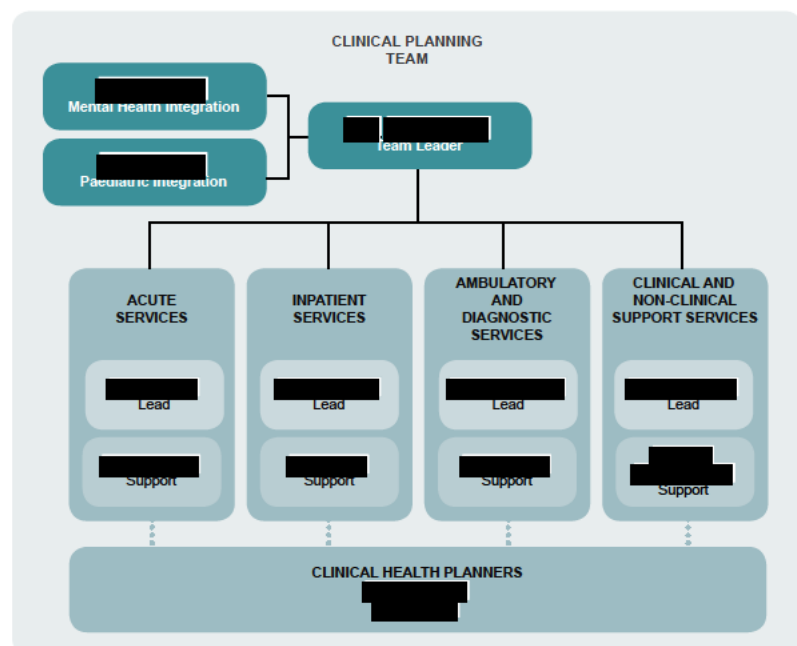 CLINICAL PLANNING
TEAM
Mental Health Integration
Team Leader
Paediatric Integration
ACUTE
SERVICES
Lead
Support
INPATIENT
SERVICES
Lead
Support
AMBULATORY
AND
DIAGNOSTIC
SERVICES
Lead
Support
CLINICAL AND
NON-CLINICAL
SUPPORT SERVICES
Lead
Support
CLINICAL HEALTH PLANNERS